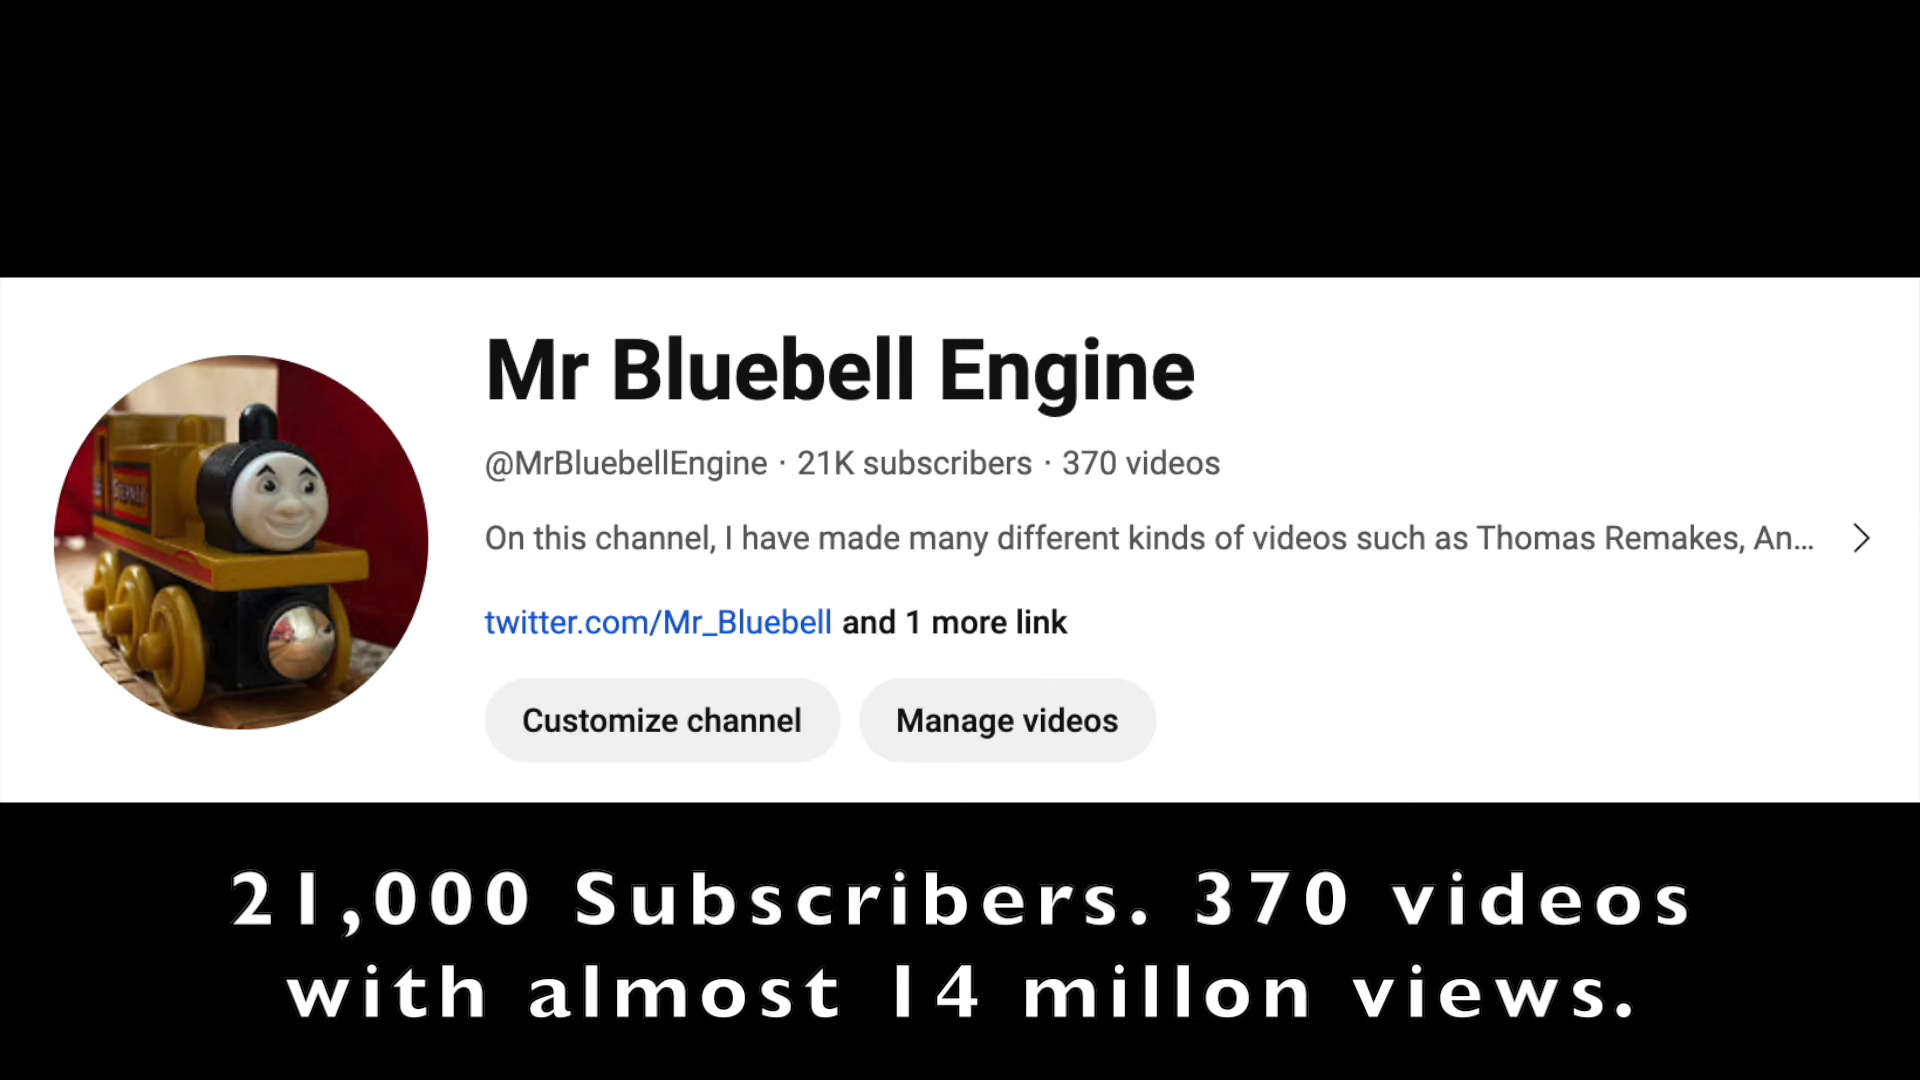 Mr Bluebell Engine
@MrBluebellEngine · 21K subscribers · 370 videos
On this channel, I have made many different kinds of videos such as Thomas Remakes, An...
twitter.com/Mr_Bluebell and 1 more link
Customize channel Manage videos
21,000 Subscribers. 370 videos
with almost 14 millon views.